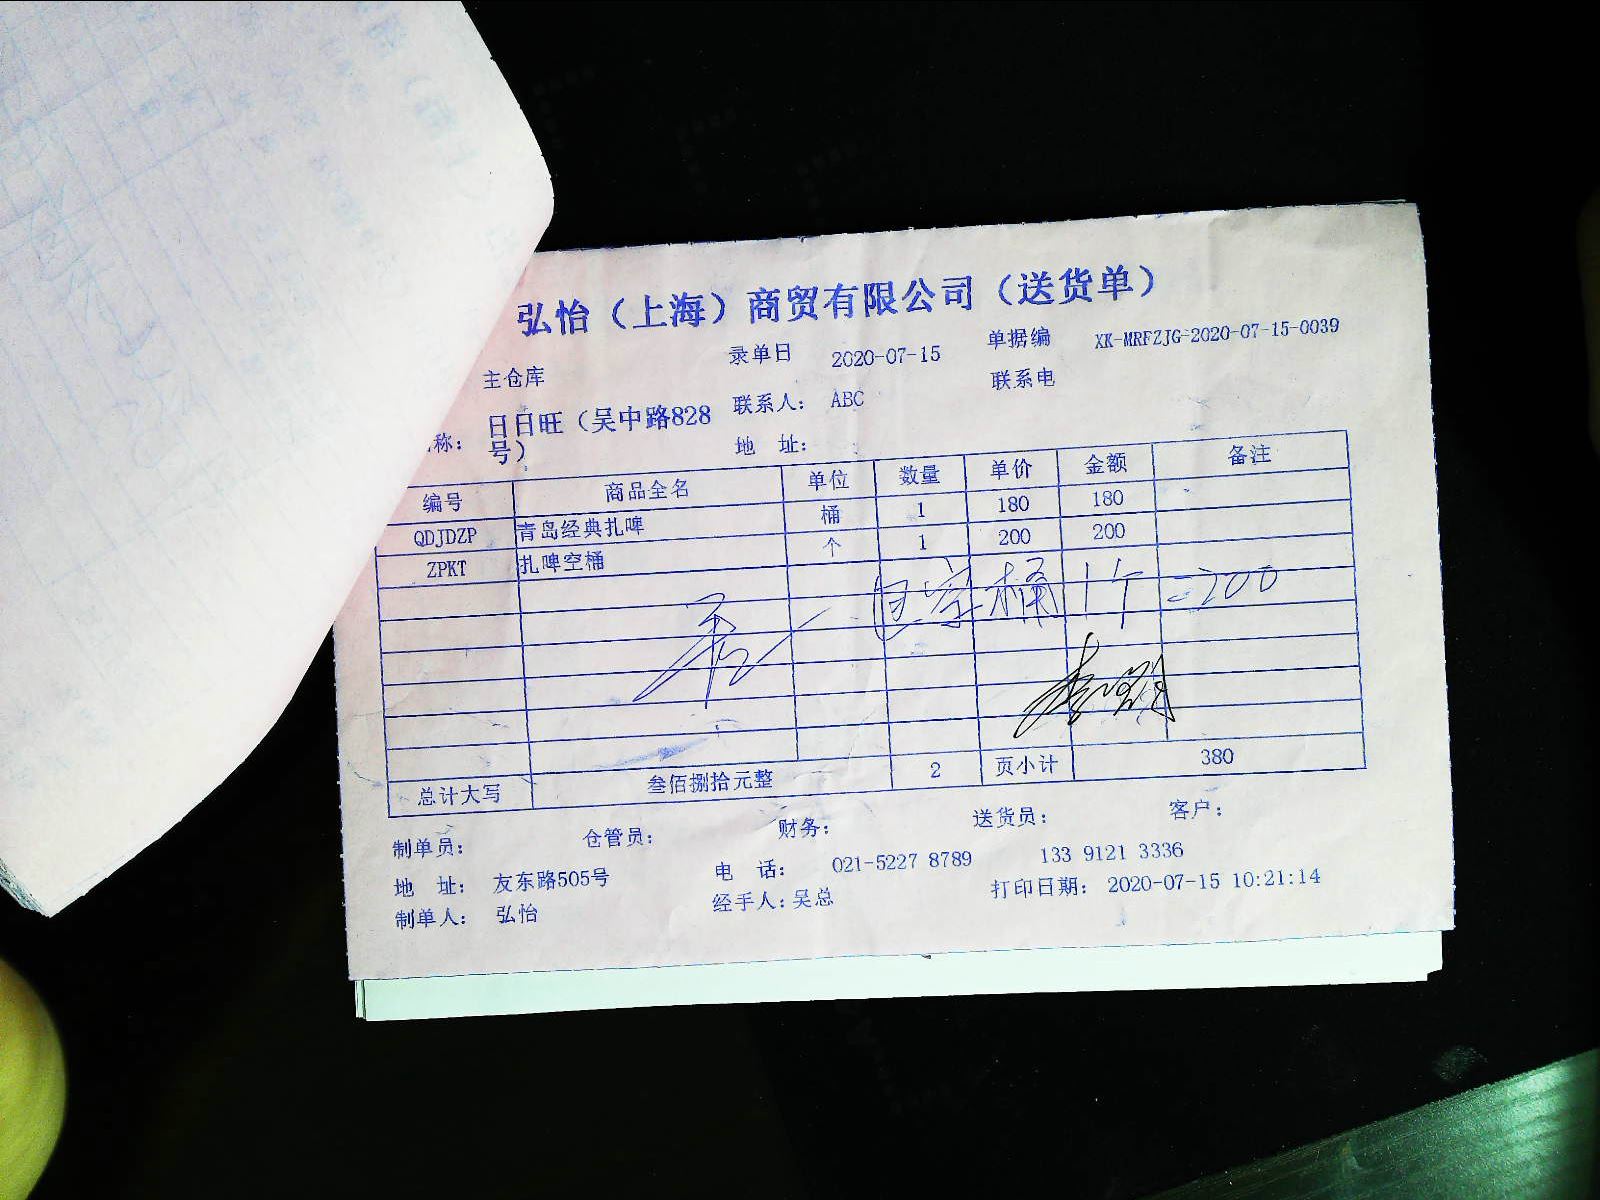 弘怡（上海）商贸有限公司（送货单）
主仓库 录单日 2020-07-15 单据编 XK-MRFZJG-2020-07-15-0039
称： 日日旺（吴中路828号） 联系人： ABC 联系电
地 址：
编号 商品全名 单位 数量 单价 金额 备注
QDJDZP 青岛经典扎啤 桶 1 180 180
ZPKT 扎啤空桶 个 1 200 200
回空桶 1个 =200
总计大写 叁佰捌拾元整 2 页小计 380
制单员： 仓管员： 财务： 送货员： 客户：
地 址： 友东路505号 电 话： 021-5227 8789 133 9121 3336
制单人： 弘怡 经手人：吴总 打印日期： 2020-07-15 10:21:14